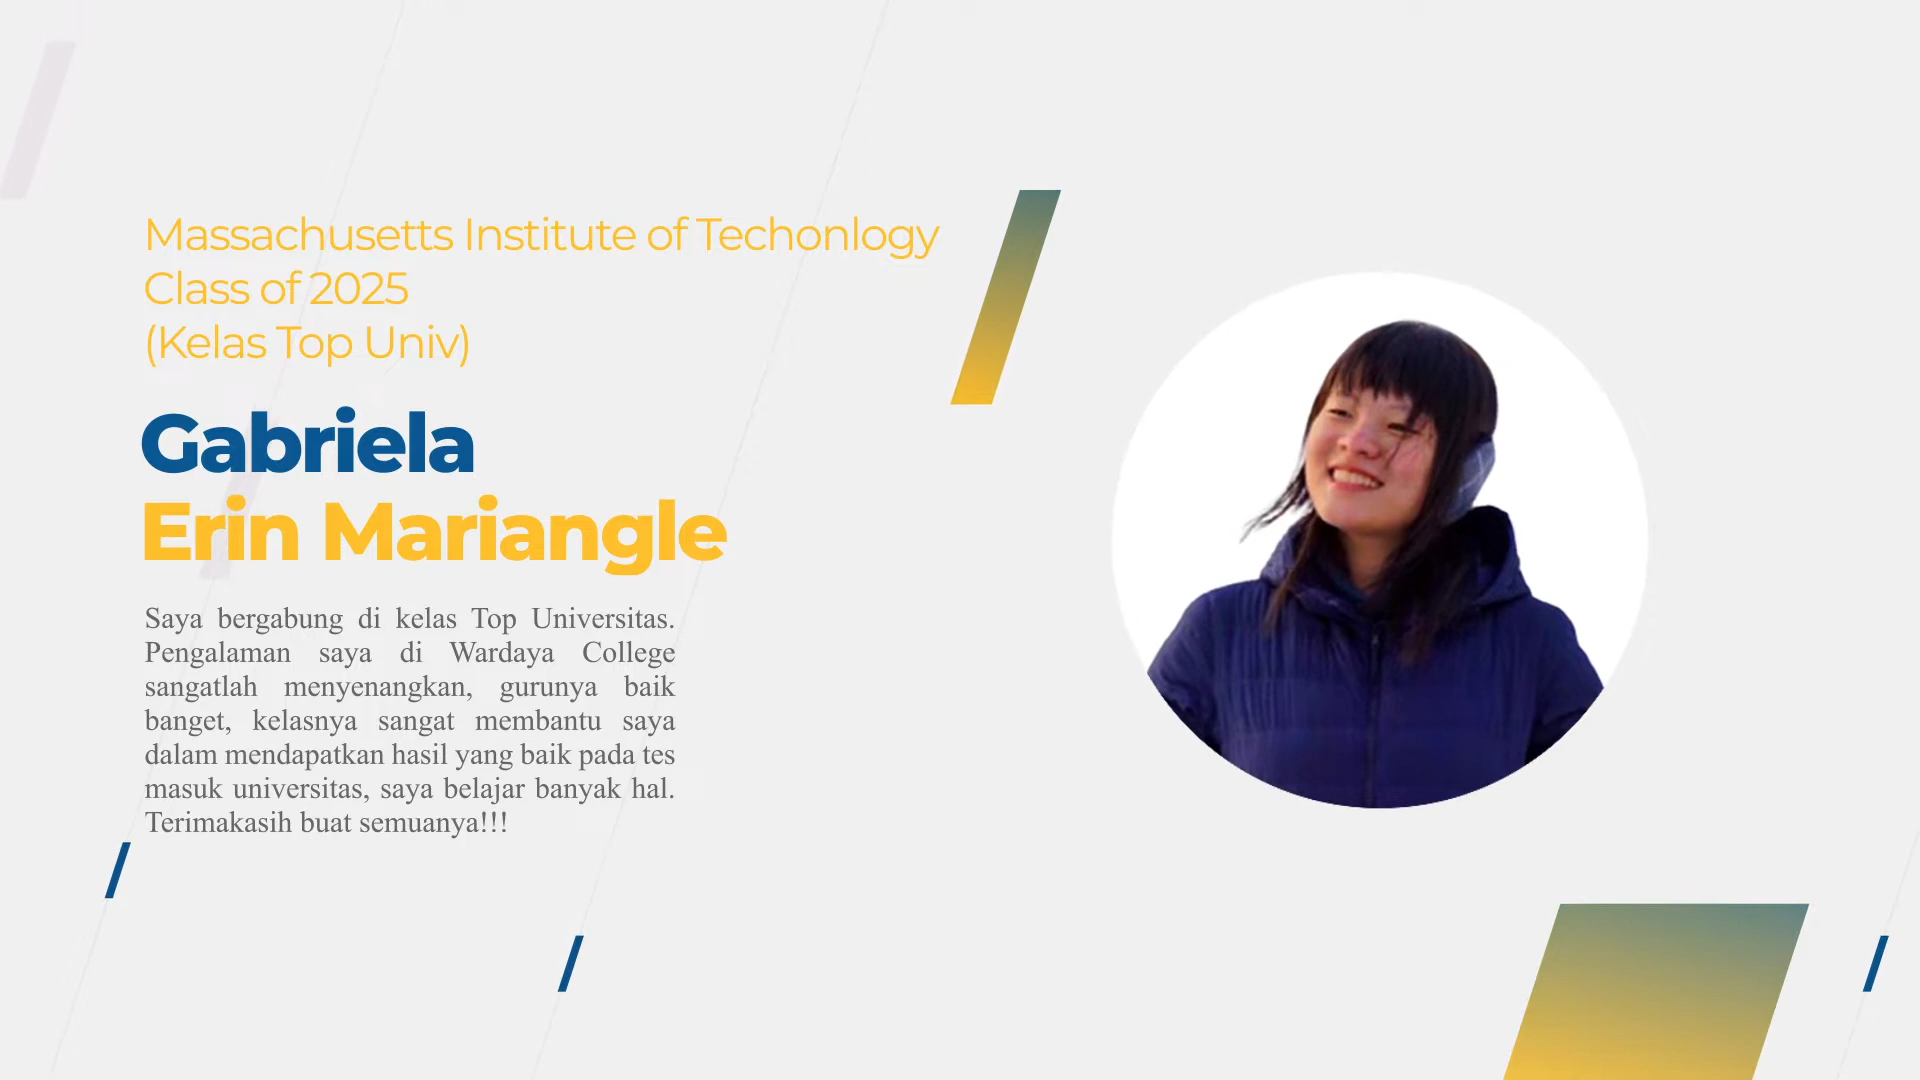 Massachusetts Institute of Techonlogy
Class of 2025
(Kelas Top Univ)
Gabriela
Erin Mariangle
Saya bergabung di kelas Top Universitas.
Pengalaman saya di Wardaya College
sangatlah menyenangkan, gurunya baik
banget, kelasnya sangat membantu saya
dalam mendapatkan hasil yang baik pada tes
masuk universitas, saya belajar banyak hal.
Terimakasih buat semuanya!!!